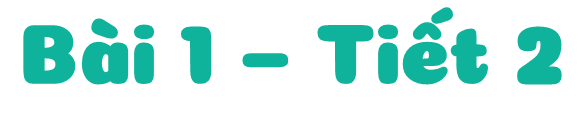 Bài 1 – Tiết 2